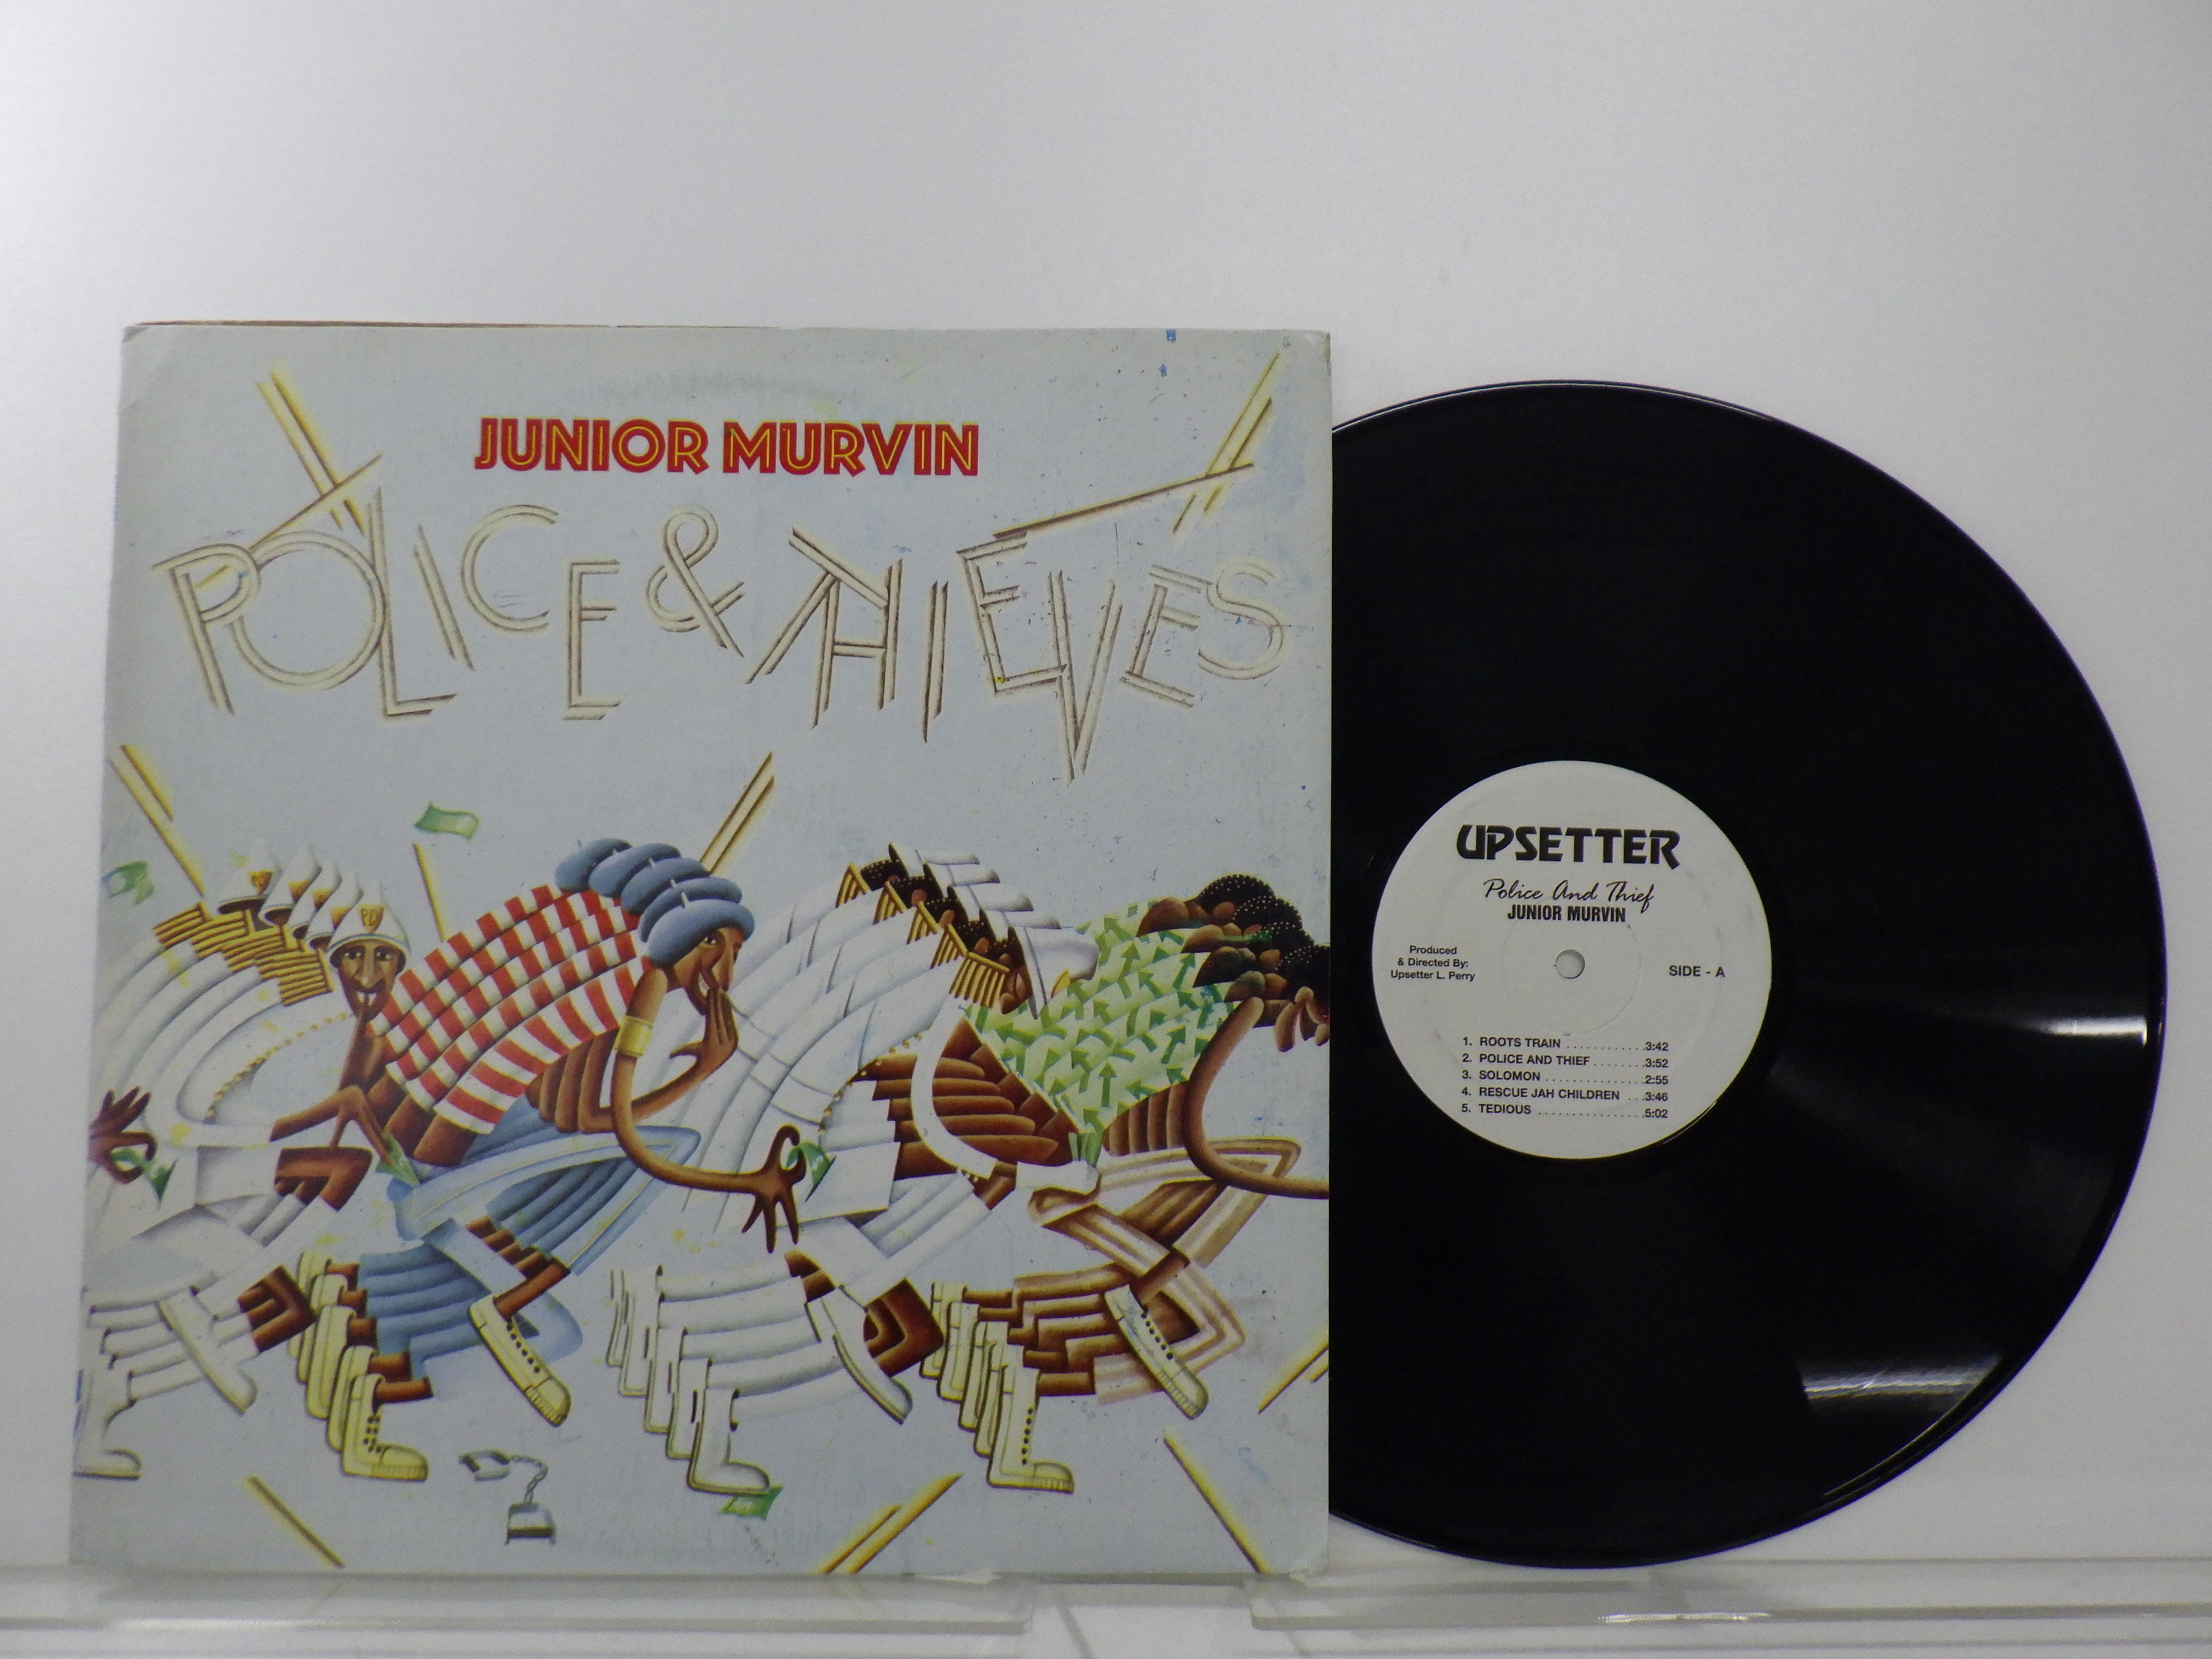 JUNIOR MURVIN
POLICE & THIEVES
PD
UPSETTER
Police And Thief
JUNIOR MURVIN
Produced
& Directed By:
Upsetter L. Perry
SIDE - A
1. ROOTS TRAIN ........... 3:42
2. POLICE AND THIEF ....... 3:52
3. SOLOMON ............... 2:55
4. RESCUE JAH CHILDREN ... 3:46
5. TEDIOUS ................ 5:02